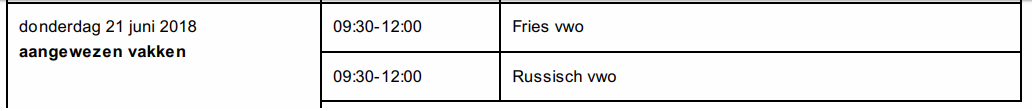 donderdag 21 juni 2018
aangewezen vakken
09:30-12:00 Fries vwo
09:30-12:00 Russisch vwo